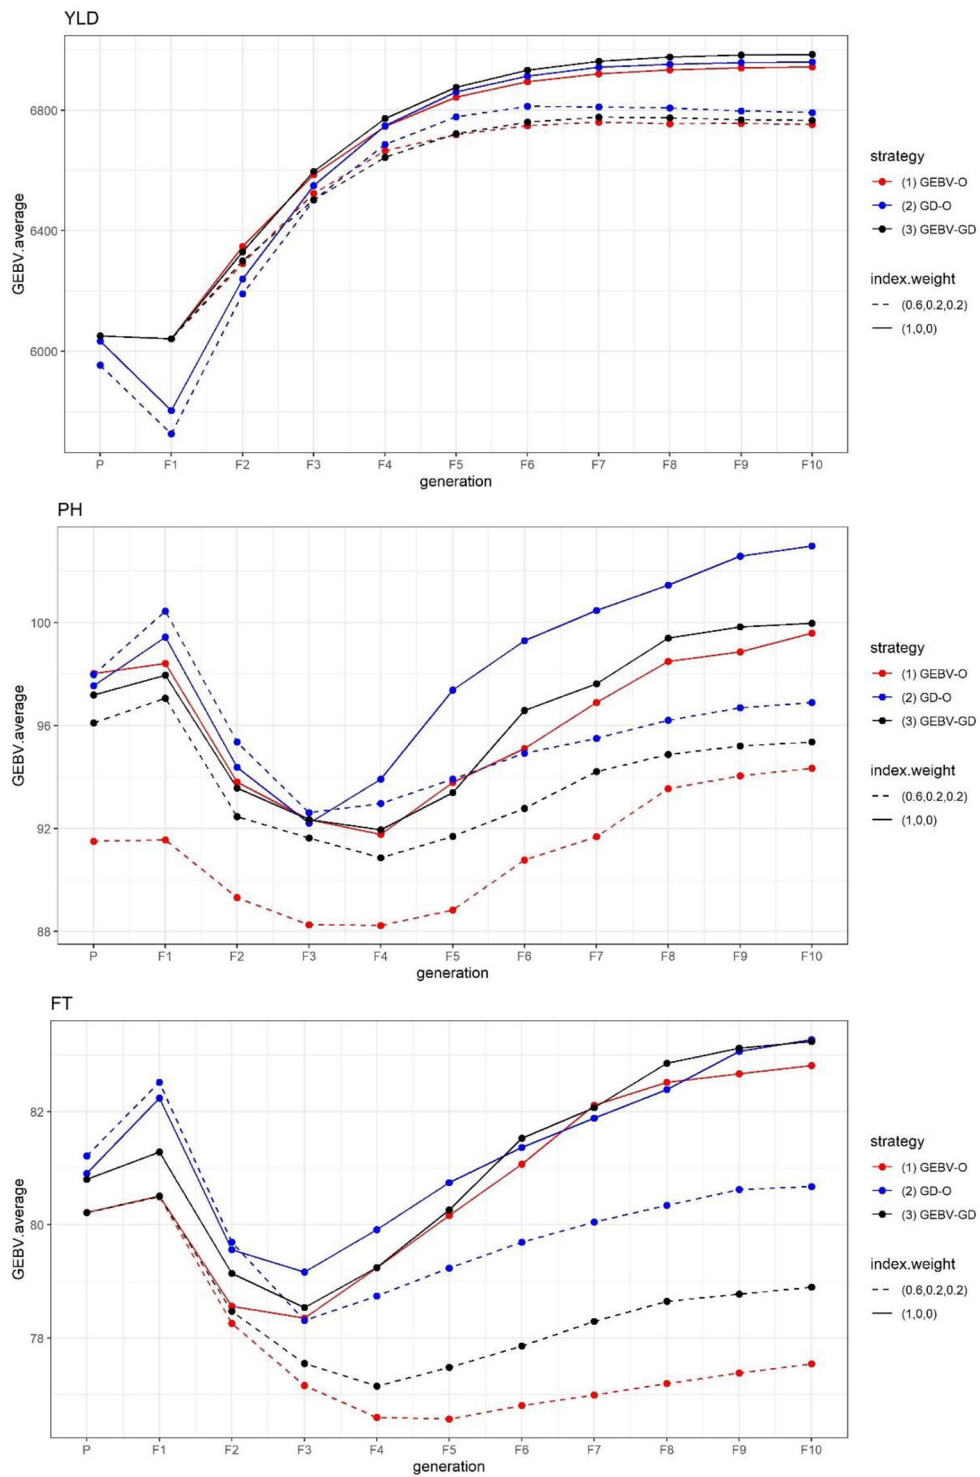 YLD
GEBV.average
6800
6400
6000
P F1 F2 F3 F4 F5 F6 F7 F8 F9 F10
generation
strategy
(1) GEBV-O
(2) GD-O
(3) GEBV-GD
index.weight
(0.6,0.2,0.2)
(1,0,0)
PH
GEBV.average
100
96
92
88
P F1 F2 F3 F4 F5 F6 F7 F8 F9 F10
generation
strategy
(1) GEBV-O
(2) GD-O
(3) GEBV-GD
index.weight
(0.6,0.2,0.2)
(1,0,0)
FT
GEBV.average
82
80
78
P F1 F2 F3 F4 F5 F6 F7 F8 F9 F10
generation
strategy
(1) GEBV-O
(2) GD-O
(3) GEBV-GD
index.weight
(0.6,0.2,0.2)
(1,0,0)